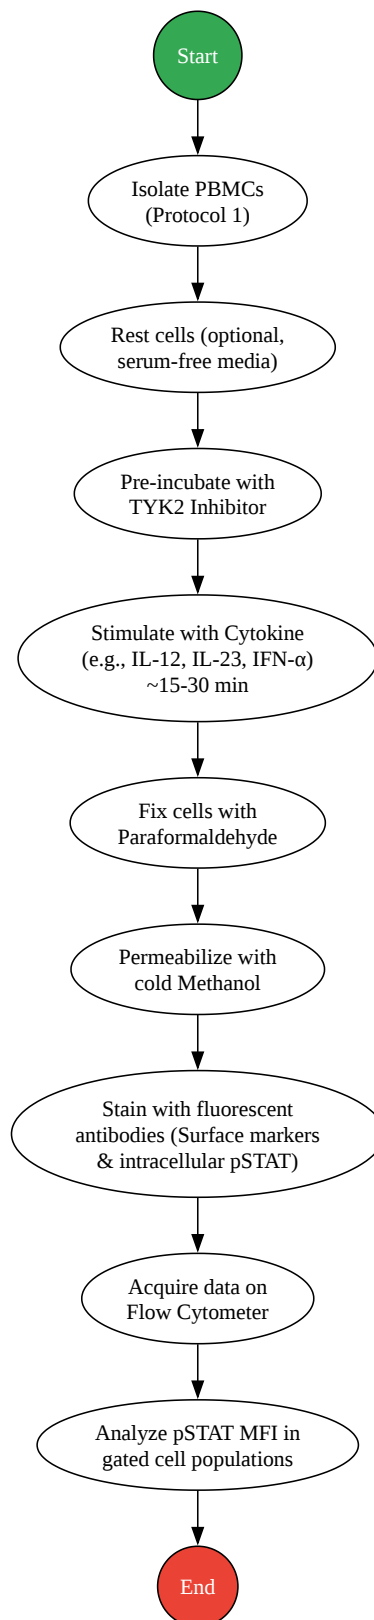 Start
Isolate PBMCs
(Protocol 1)
Rest cells (optional,
serum-free media)
Pre-incubate with
TYK2 Inhibitor
Stimulate with Cytokine
(e.g., IL-12, IL-23, IFN-α)
~15-30 min
Fix cells with
Paraformaldehyde
Permeabilize with
cold Methanol
Stain with fluorescent
antibodies (Surface markers
& intracellular pSTAT)
Acquire data on
Flow Cytometer
Analyze pSTAT MFI in
gated cell populations
End